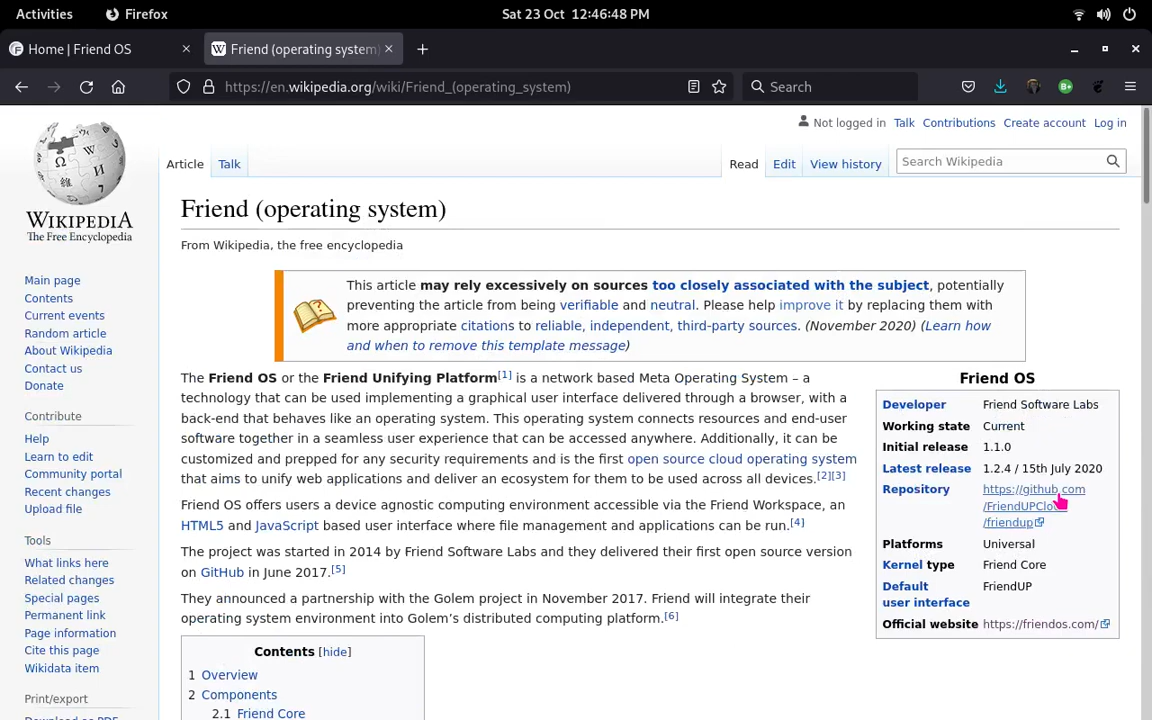 Activities
Firefox
Sat 23 Oct 12:46:48 PM
Home | Friend OS
Friend (operating system)
https://en.wikipedia.org/wiki/Friend_(operating_system)
Search
B+
WIKIPEDIA
The Free Encyclopedia
Main page
Contents
Current events
Random article
About Wikipedia
Contact us
Donate
Contribute
Help
Learn to edit
Community portal
Recent changes
Upload file
Tools
What links here
Related changes
Special pages
Permanent link
Page information
Cite this page
Wikidata item
Print/export
Download as PDF
Not logged in Talk Contributions Create account Log in
Article Talk
Read Edit View history
Search Wikipedia
Friend (operating system)
From Wikipedia, the free encyclopedia
This article may rely excessively on sources too closely associated with the subject, potentially
preventing the article from being verifiable and neutral. Please help improve it by replacing them with
more appropriate citations to reliable, independent, third-party sources. (November 2020) (Learn how
and when to remove this template message)
The Friend OS or the Friend Unifying Platform[1] is a network based Meta Operating System – a
technology that can be used implementing a graphical user interface delivered through a browser, with a
back-end that behaves like an operating system. This operating system connects resources and end-user
software together in a seamless user experience that can be accessed anywhere. Additionally, it can be
customized and prepped for any security requirements and is the first open source cloud operating system
that aims to unify web applications and deliver an ecosystem for them to be used across all devices.[2][3]
Friend OS offers users a device agnostic computing environment accessible via the Friend Workspace, an
HTML5 and JavaScript based user interface where file management and applications can be run.[4]
The project was started in 2014 by Friend Software Labs and they delivered their first open source version
on GitHub in June 2017.[5]
They announced a partnership with the Golem project in November 2017. Friend will integrate their
operating system environment into Golem's distributed computing platform.[6]
Contents [hide]
1 Overview
2 Components
2.1 Friend Core
Friend OS
Developer Friend Software Labs
Working state Current
Initial release 1.1.0
Latest release 1.2.4 / 15th July 2020
Repository https://github.com
/FriendUPCloud
/friendup
Platforms Universal
Kernel type Friend Core
Default FriendUP
user interface
Official website https://friendos.com/